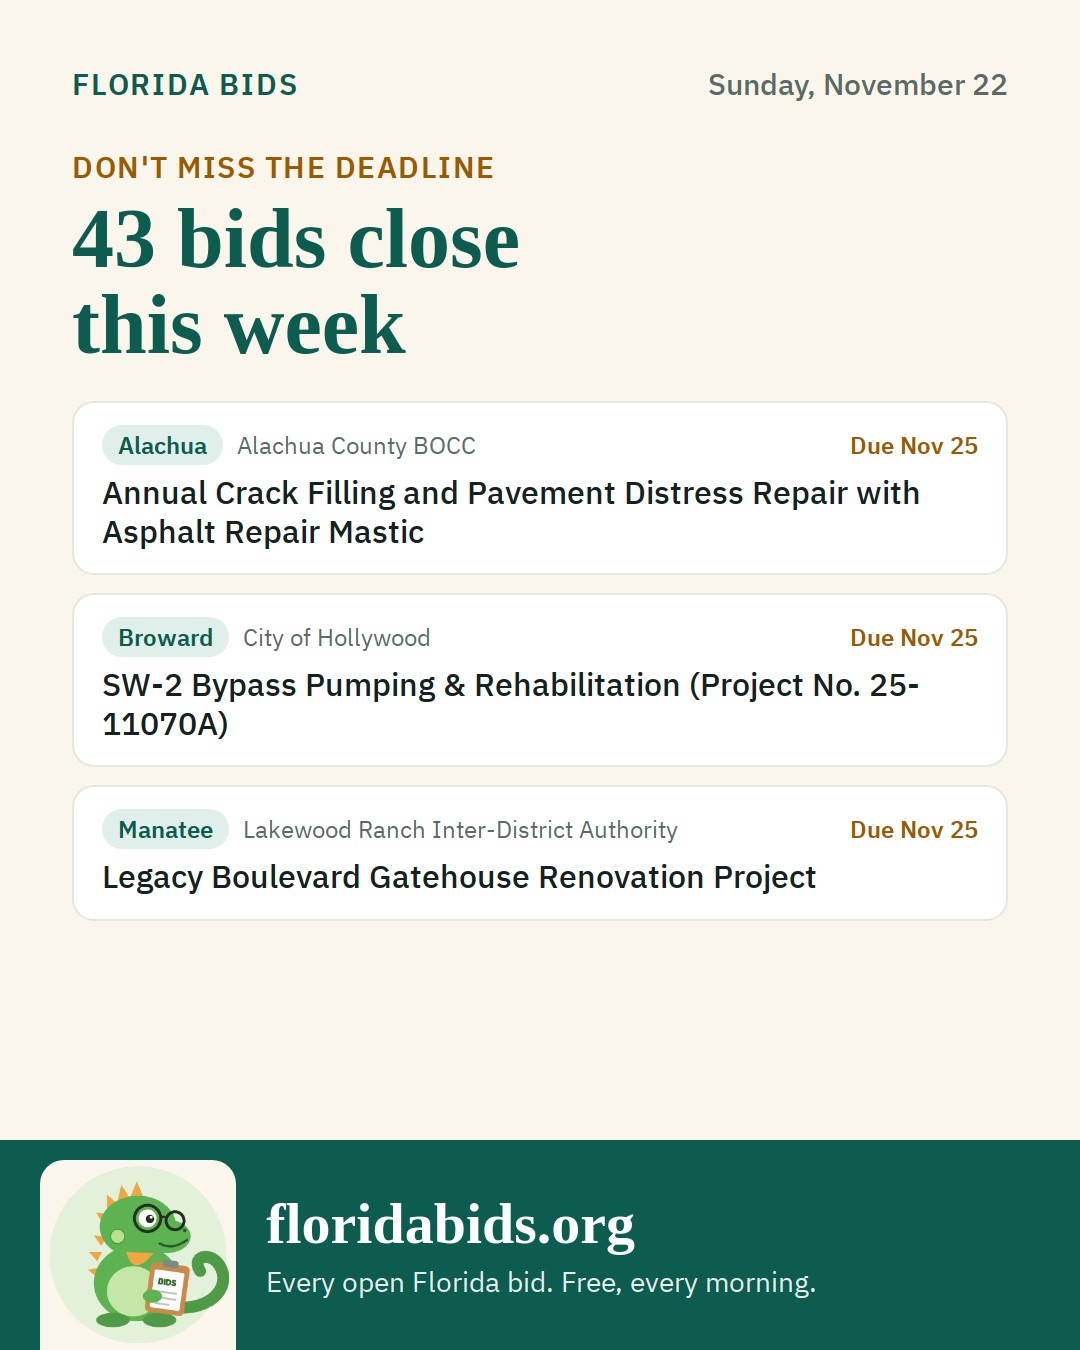 FLORIDA BIDS
Sunday, November 22
DON'T MISS THE DEADLINE
43 bids close
this week
Alachua
Alachua County BOCC
Due Nov 25
Annual Crack Filling and Pavement Distress Repair with
Asphalt Repair Mastic
Broward
City of Hollywood
Due Nov 25
SW-2 Bypass Pumping & Rehabilitation (Project No. 25-
11070A)
Manatee
Lakewood Ranch Inter-District Authority
Due Nov 25
Legacy Boulevard Gatehouse Renovation Project
BIDS
floridabids.org
Every open Florida bid. Free, every morning.